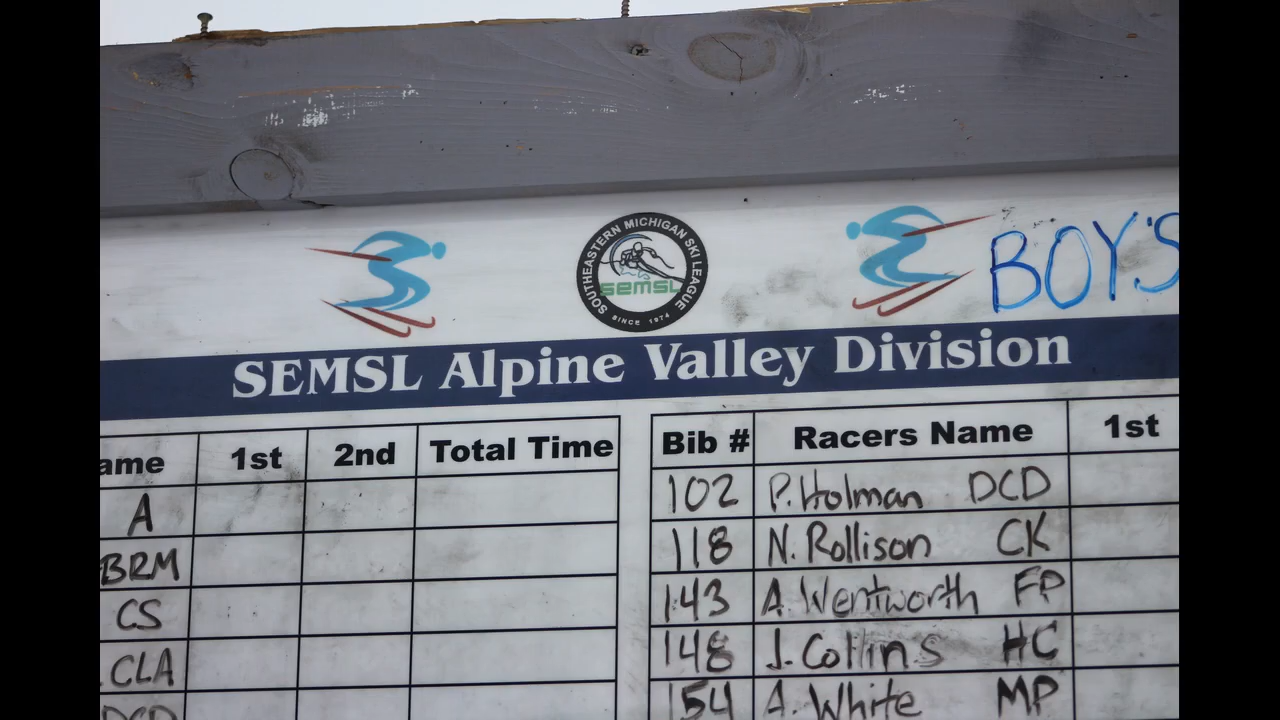 SOUTHEASTERN MICHIGAN SKI LEAGUE
SEMSL
SINCE 1974
BOY'S
SEMSL Alpine Valley Division
ame 1st 2nd Total Time
A
BRM
CS
CLA
DCD
Bib # Racers Name 1st
102 P. Holman DCD
118 N. Rollison CK
143 A. Wentworth FP
148 J. Collins HC
154 A. White MP